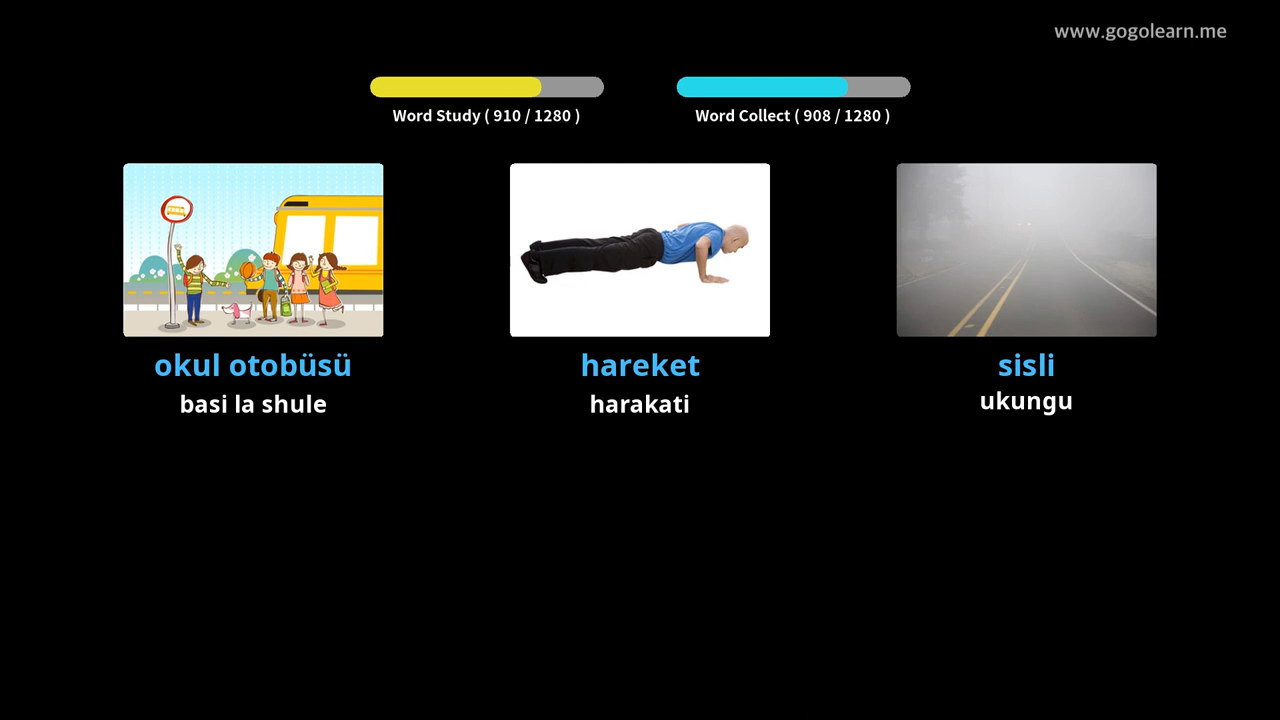 www.gogolearn.me
Word Study ( 910 / 1280 )
Word Collect ( 908 / 1280 )
okul otobüsü
basi la shule
hareket
harakati
sisli
ukungu